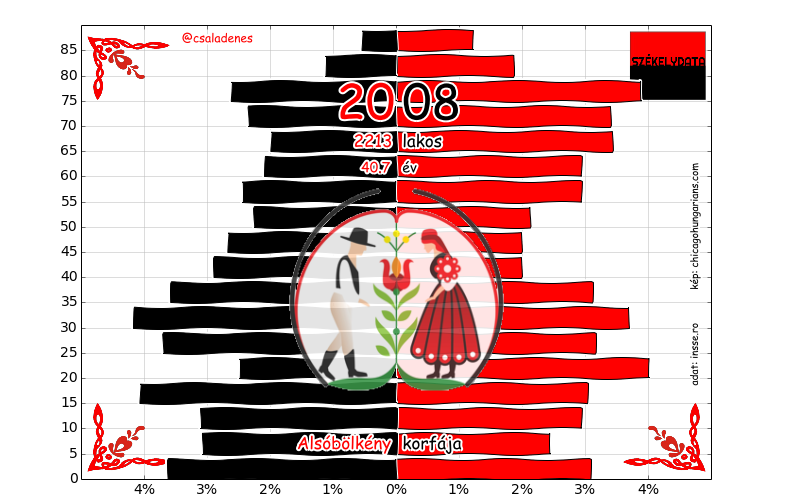 @csaladenes
SZÉKELYDATA
2008
2213 lakos
40.7 év
kép: chicagohungarians.com
adat: insse.ro
Alsóbölkény korfája
85
80
75
70
65
60
55
50
45
40
35
30
25
20
15
10
5
0
4% 3% 2% 1% 0% 1% 2% 3% 4%